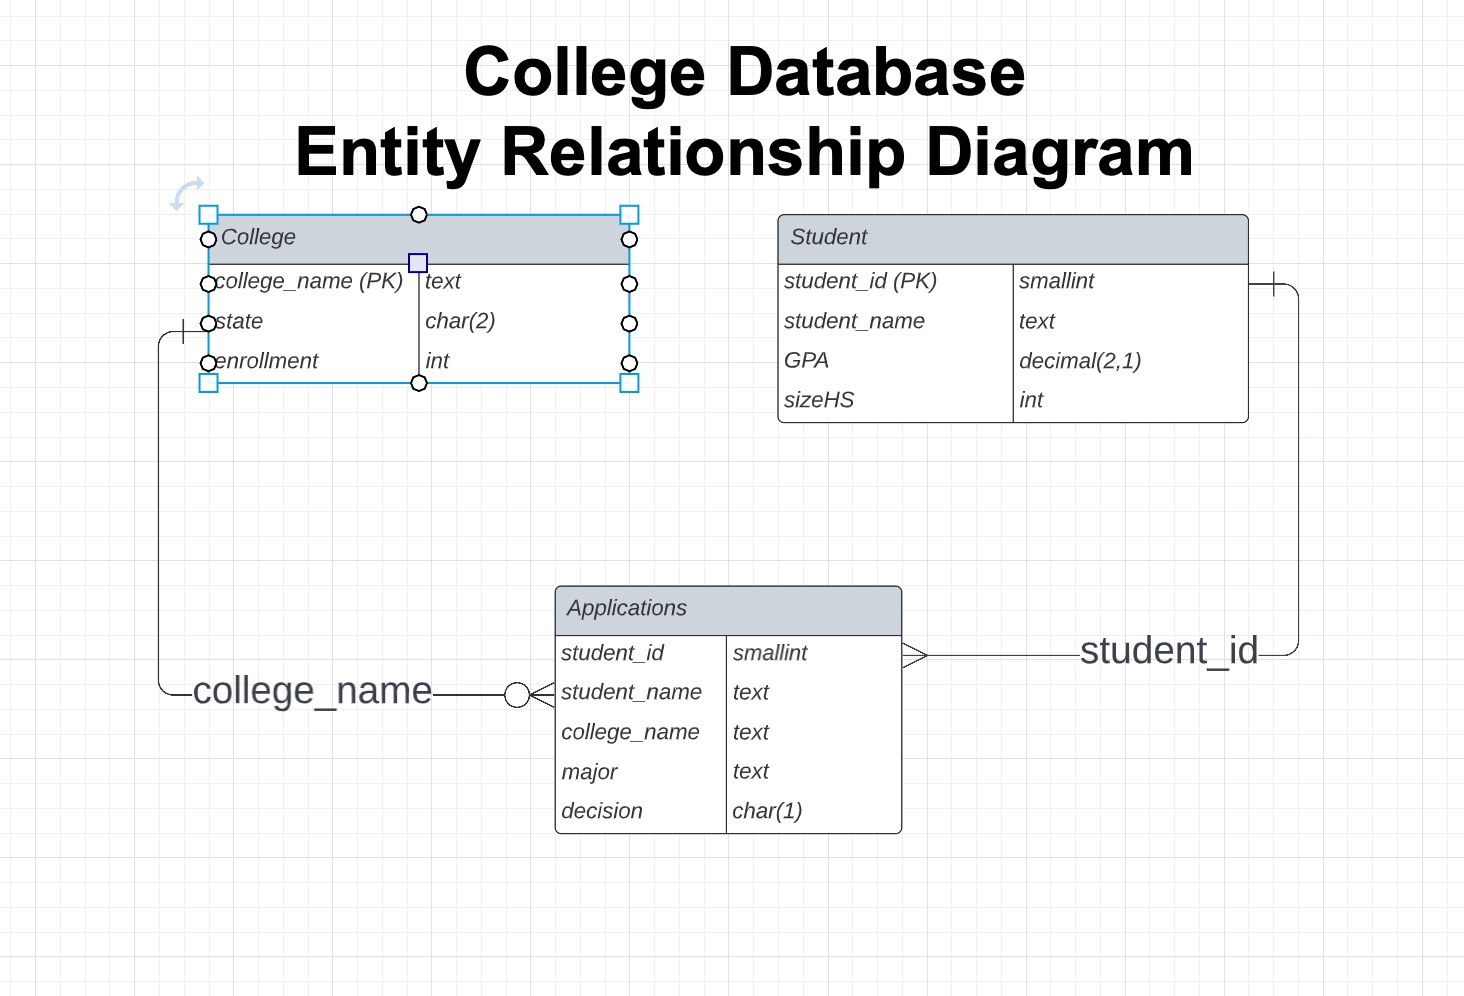 College Database
Entity Relationship Diagram
College
college_name (PK) text
state char(2)
enrollment int
Student
student_id (PK) smallint
student_name text
GPA decimal(2,1)
sizeHS int
Applications
student_id smallint
student_name text
college_name text
major text
decision char(1)
college_name
student_id